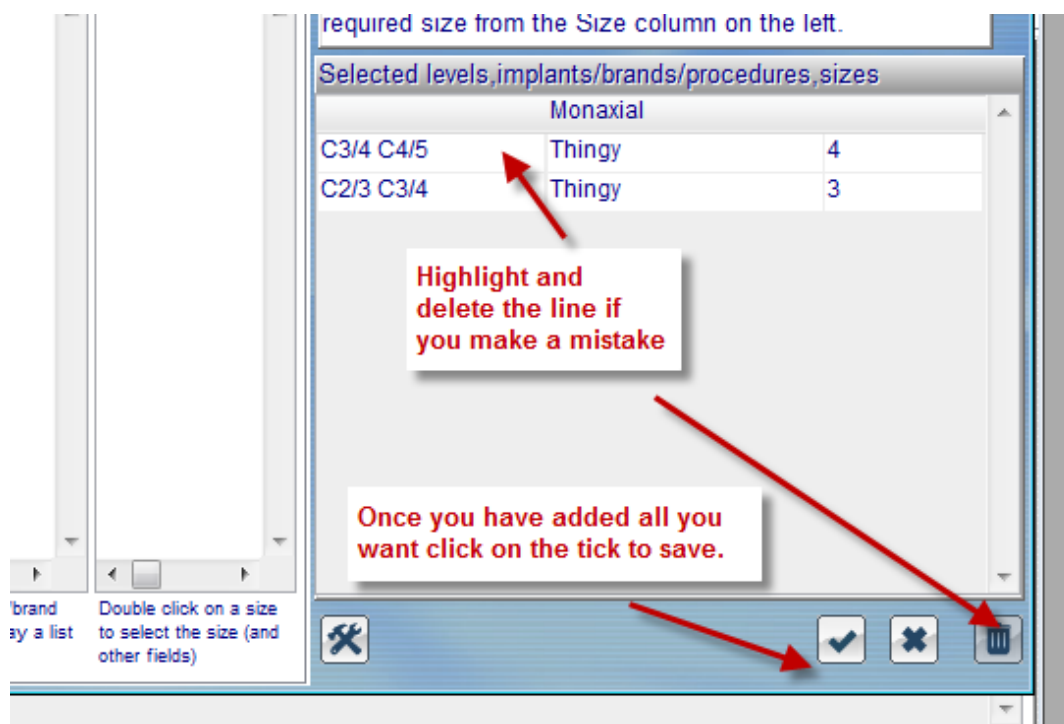 required size from the Size column on the left.
Selected levels,implants/brands/procedures,sizes
Monaxial
C3/4 C4/5 Thingy 4
C2/3 C3/4 Thingy 3
Highlight and
delete the line if
you make a mistake
Once you have added all you
want click on the tick to save.
/brand
ay a list
Double click on a size
to select the size (and
other fields)